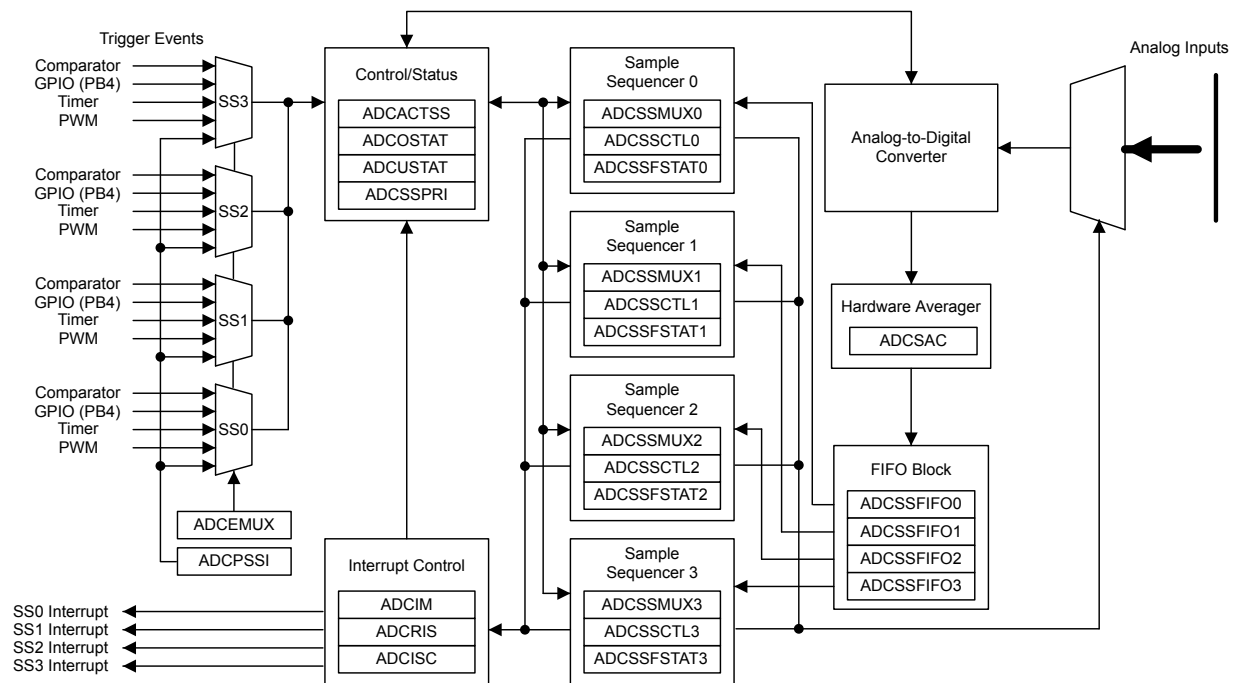 Trigger Events
Comparator
GPIO (PB4)
Timer
PWM
SS3
Comparator
GPIO (PB4)
Timer
PWM
SS2
Comparator
GPIO (PB4)
Timer
PWM
SS1
Comparator
GPIO (PB4)
Timer
PWM
SS0
ADCEMUX
ADCPSSI
SS0 Interrupt
SS1 Interrupt
SS2 Interrupt
SS3 Interrupt
Control/Status
ADCACTSS
ADCOSTAT
ADCUSTAT
ADCSSPRI
Interrupt Control
ADCIM
ADCRIS
ADCISC
Sample
Sequencer 0
ADCSSMUX0
ADCSSCTL0
ADCSSFSTAT0
Sample
Sequencer 1
ADCSSMUX1
ADCSSCTL1
ADCSSFSTAT1
Sample
Sequencer 2
ADCSSMUX2
ADCSSCTL2
ADCSSFSTAT2
Sample
Sequencer 3
ADCSSMUX3
ADCSSCTL3
ADCSSFSTAT3
Analog-to-Digital
Converter
Hardware Averager
ADCSAC
FIFO Block
ADCSSFIFO0
ADCSSFIFO1
ADCSSFIFO2
ADCSSFIFO3
Analog Inputs